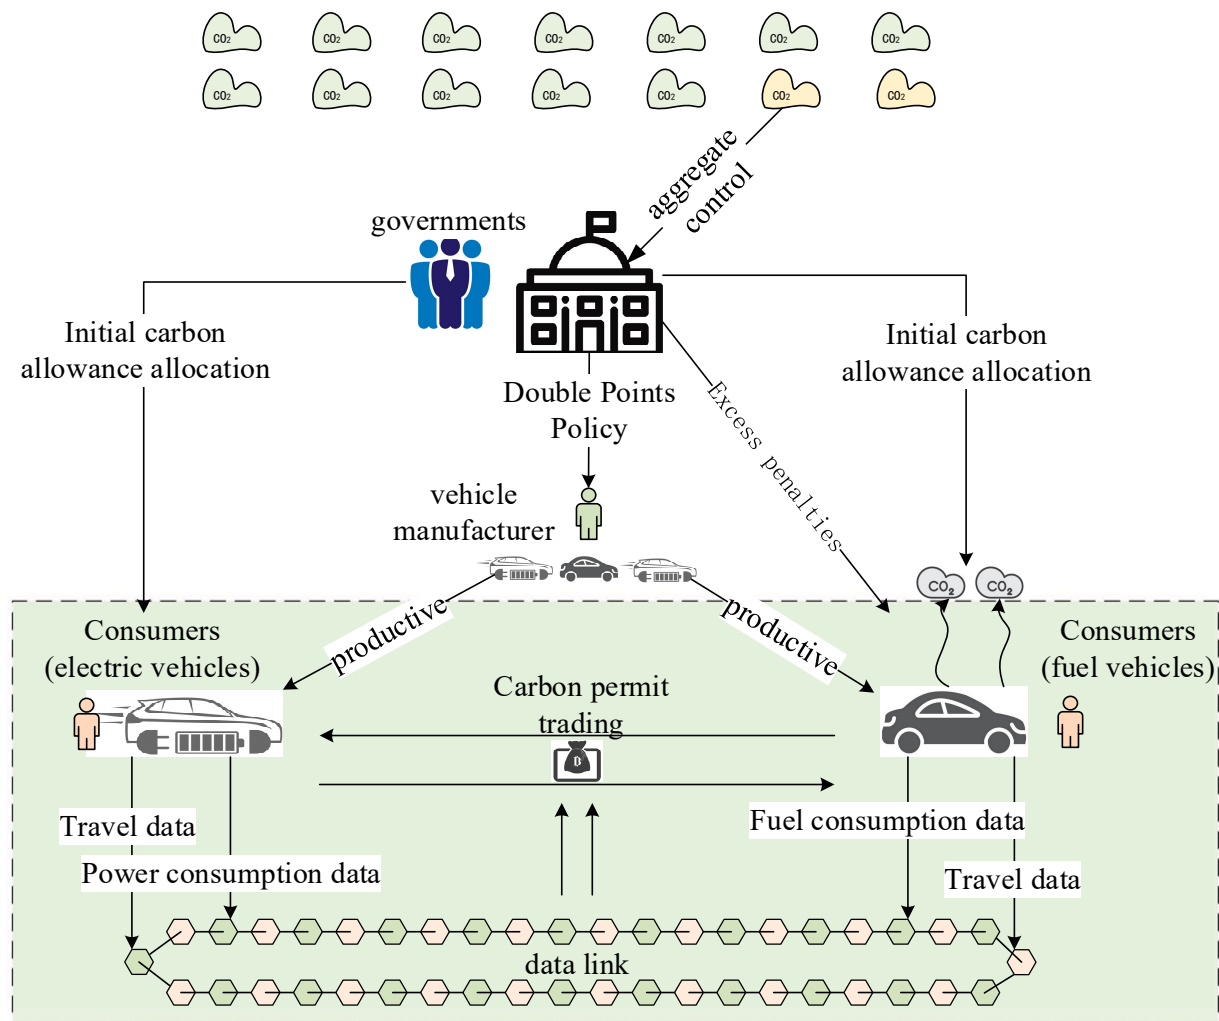 CO2 CO2 CO2 CO2 CO2 CO2 CO2
CO2 CO2 CO2 CO2 CO2 CO2 CO2
aggregate
control
governments
Initial carbon
allowance allocation
Initial carbon
allowance allocation
Double Points
Policy
Excess penalties
vehicle
manufacturer
CO2 CO2
productive
productive
Consumers
(electric vehicles)
Consumers
(fuel vehicles)
Carbon permit
trading
Travel data
Fuel consumption data
Power consumption data
Travel data
data link